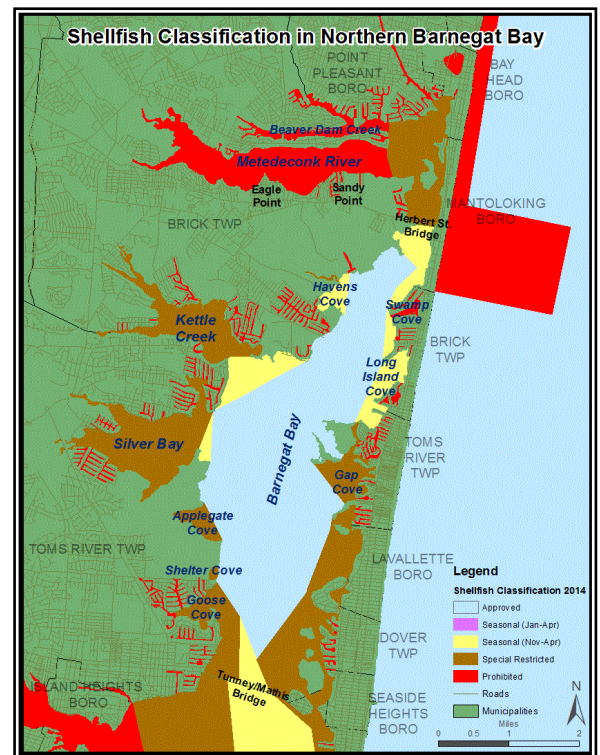 Shellfish Classification in Northern Barnegat Bay
POINT
PLEASANT
BORO
BAY
HEAD
BORO
Beaver Dam Creek
Metedeconk River
Eagle
Point
Sandy
Point
MANTOLOKING
BORO
BRICK TWP
Herbert St.
Bridge
Havens
Cove
Swamp
Cove
Kettle
Creek
BRICK
TWP
Long
Island
Cove
Silver Bay
Barnegat Bay
TOMS
RIVER
TWP
Gap
Cove
Applegate
Cove
TOMS RIVER TWP
Shelter Cove
LAVALLETTE
BORO
Goose
Cove
DOVER
TWP
Tunney/Mathis
Bridge
ISLAND HEIGHTS
BORO
SEASIDE
HEIGHTS
BORO
Legend
Shellfish Classification 2014
Approved
Seasonal (Jan-Apr)
Seasonal (Nov-Apr)
Special Restricted
Prohibited
Roads
Municipalities
N
Miles
0 0.5 1 2